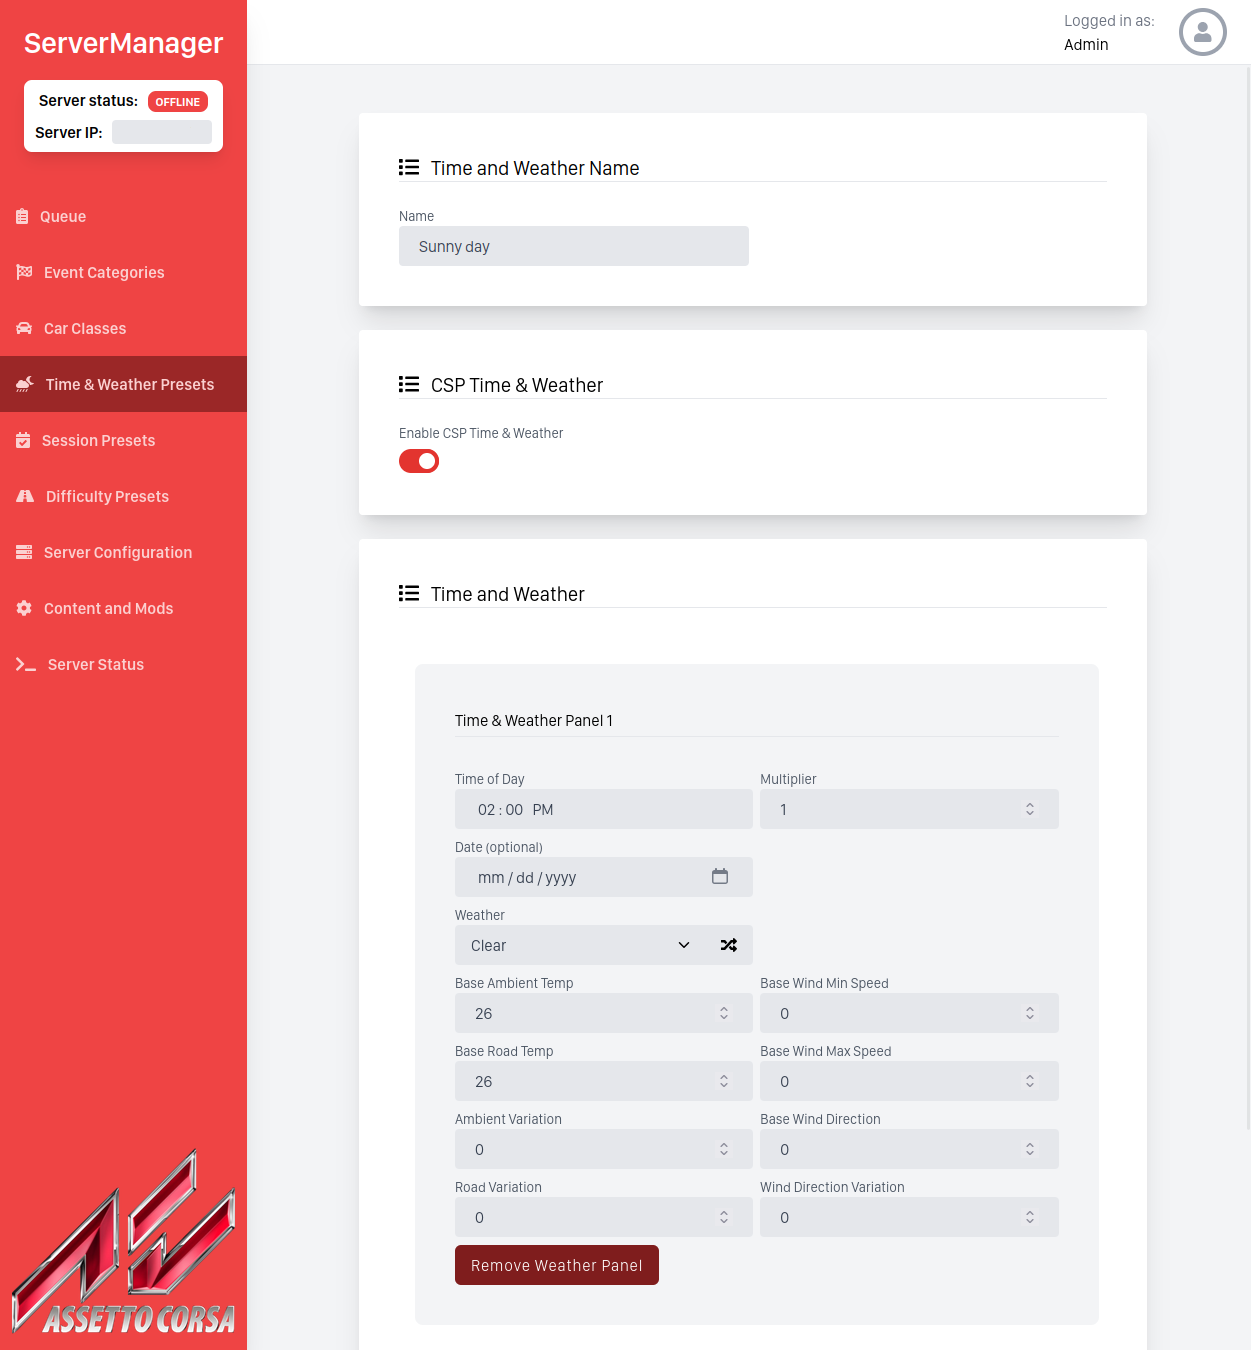 ServerManager
Server status: OFFLINE
Server IP:
Queue
Event Categories
Car Classes
Time & Weather Presets
Session Presets
Difficulty Presets
Server Configuration
Content and Mods
Server Status
ASSETTO CORSA
Logged in as:
Admin
Time and Weather Name
Name
Sunny day
CSP Time & Weather
Enable CSP Time & Weather
Time and Weather
Time & Weather Panel 1
Time of Day Multiplier
02 : 00 PM 1
Date (optional)
mm / dd / yyyy
Weather
Clear
Base Ambient Temp Base Wind Min Speed
26 0
Base Road Temp Base Wind Max Speed
26 0
Ambient Variation Base Wind Direction
0 0
Road Variation Wind Direction Variation
0 0
Remove Weather Panel